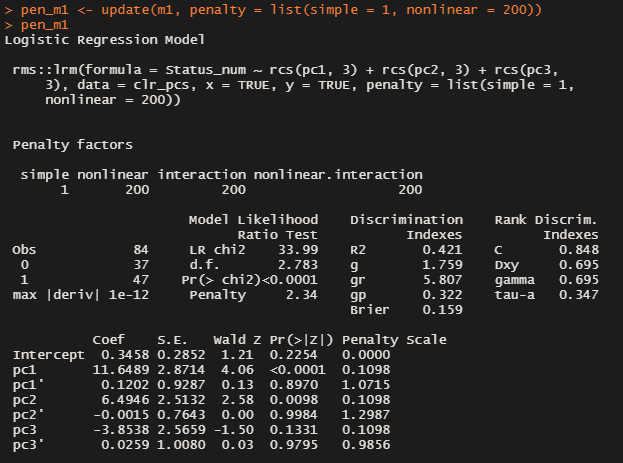 > pen_m1 <- update(m1, penalty = list(simple = 1, nonlinear = 200))
> pen_m1
Logistic Regression Model

 rms::lrm(formula = Status_num ~ rcs(pc1, 3) + rcs(pc2, 3) + rcs(pc3, 
     3), data = clr_pcs, x = TRUE, y = TRUE, penalty = list(simple = 1, 
     nonlinear = 200))

 Penalty factors

  simple nonlinear interaction nonlinear.interaction
       1       200         200                   200

                       Model Likelihood    Discrimination    Rank Discrim.
                             Ratio Test           Indexes          Indexes
 Obs            84     LR chi2    33.99    R2       0.421    C       0.848
  0             37     d.f.       2.783    g        1.759    Dxy     0.695
  1             47     Pr(> chi2)<0.0001   gr       5.807    gamma   0.695
 max |deriv| 1e-12     Penalty     2.34    gp       0.322    tau-a   0.347
                                           Brier    0.159

           Coef    S.E.   Wald Z Pr(>|Z|) Penalty Scale
 Intercept  0.3458 0.2852  1.21  0.2254   0.0000
 pc1       11.6489 2.8714  4.06  <0.0001  0.1098
 pc1'       0.1202 0.9287  0.13  0.8970   1.0715
 pc2        6.4946 2.5132  2.58  0.0098   0.1098
 pc2'      -0.0015 0.7643  0.00  0.9984   1.2987
 pc3       -3.8538 2.5659 -1.50  0.1331   0.1098
 pc3'       0.0259 1.0080  0.03  0.9795   0.9856